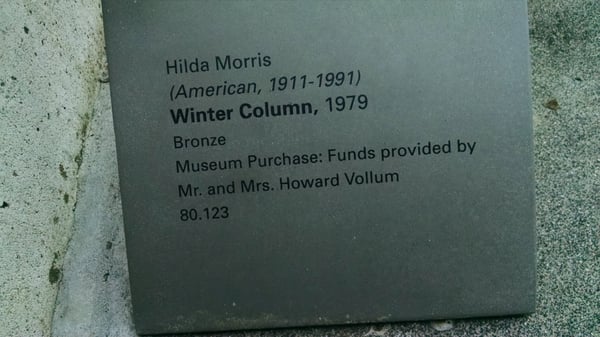 Hilda Morris
(American, 1911-1991)
Winter Column, 1979
Bronze
Museum Purchase: Funds provided by
Mr. and Mrs. Howard Vollum
80.123